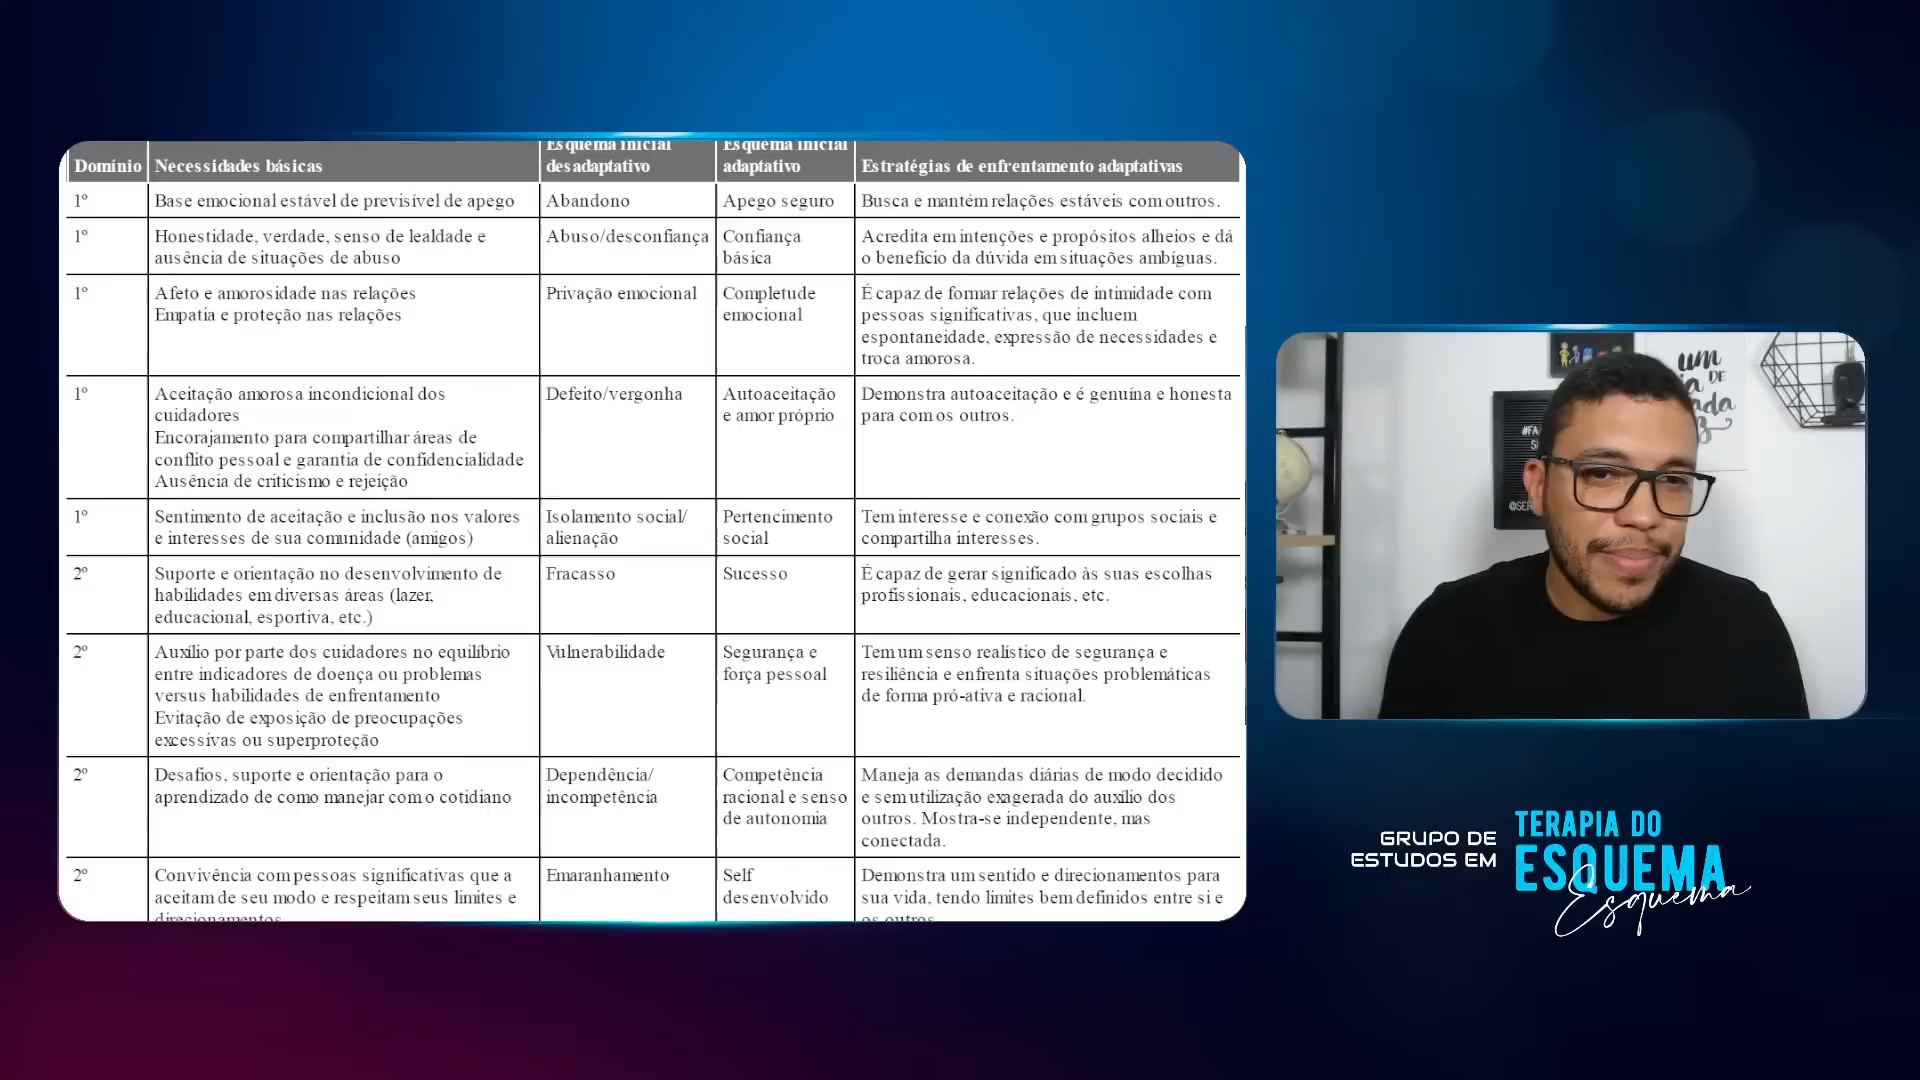 Domínio
Necessidades básicas
Esquema inicial
desadaptativo
Esquema inicial
adaptativo
Estratégias de enfrentamento adaptativas
1º
Base emocional estável de previsível de apego
Abandono
Apego seguro
Busca e mantém relações estáveis com outros.
1º
Honestidade, verdade, senso de lealdade e
ausência de situações de abuso
Abuso/desconfiança
Confiança
básica
Acredita em intenções e propósitos alheios e dá
o benefício da dúvida em situações ambíguas.
1º
Afeto e amorosidade nas relações
Empatia e proteção nas relações
Privação emocional
Completude
emocional
É capaz de formar relações de intimidade com
pessoas significativas, que incluem
espontaneidade, expressão de necessidades e
troca amorosa.
1º
Aceitação amorosa incondicional dos
cuidadores
Encorajamento para compartilhar áreas de
conflito pessoal e garantia de confidencialidade
Ausência de criticismo e rejeição
Defeito/vergonha
Autoaceitação
e amor próprio
Demonstra autoaceitação e é genuína e honesta
para com os outros.
1º
Sentimento de aceitação e inclusão nos valores
e interesses de sua comunidade (amigos)
Isolamento social/
alienação
Pertencimento
social
Tem interesse e conexão com grupos sociais e
compartilha interesses.
2º
Suporte e orientação no desenvolvimento de
habilidades em diversas áreas (lazer,
educacional, esportiva, etc.)
Fracasso
Sucesso
É capaz de gerar significado às suas escolhas
profissionais, educacionais, etc.
2º
Auxílio por parte dos cuidadores no equilíbrio
entre indicadores de doença ou problemas
versus habilidades de enfrentamento
Evitação de exposição de preocupações
excessivas ou superproteção
Vulnerabilidade
Segurança e
força pessoal
Tem um senso realístico de segurança e
resiliência e enfrenta situações problemáticas
de forma pró-ativa e racional.
2º
Desafios, suporte e orientação para o
aprendizado de como manejar com o cotidiano
Dependência/
incompetência
Competência
racional e senso
de autonomia
Maneja as demandas diárias de modo decidido
e sem utilização exagerada do auxílio dos
outros. Mostra-se independente, mas
conectada.
2º
Convivência com pessoas significativas que a
aceitam de seu modo e respeitam seus limites e
direcionamentos
Emaranhamento
Self
desenvolvido
Demonstra um sentido e direcionamentos para
sua vida, tendo limites bem definidos entre si e
os outros
um
DE
GRUPO DE
ESTUDOS EM
TERAPIA DO
ESQUEMA
Esquema